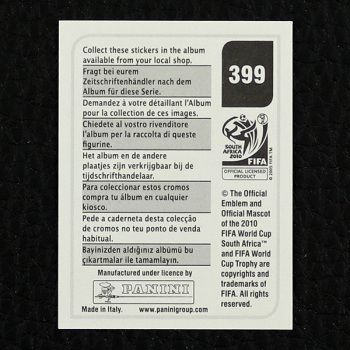 Collect these stickers in the album
available from your local shop.
Fragt bei eurem
Zeitschriftenhändler nach dem
Album für diese Serie.
Demandez à votre détaillant l'Album
pour la collection de ces images.
Chiedete al vostro rivenditore
l'album per la raccolta di queste
figurine.
Het album en de andere
plaatjes zijn verkrijgbaar bij de
tijdschrifthandelaar.
Para coleccionar estos cromos
compra tu álbum en cualquier
kiosco.
Pede a caderneta desta colecção
de cromos no teu ponto de venda
habitual.
Bayinizden aldığınız albümü bu
çıkartmalar ile tamamlayın.
Manufactured under licence by
PANINI
Made in Italy. www.paninigroup.com
399
SOUTH AFRICA
2010
FIFA
© 2005 FIFA TM
OFFICIAL LICENSED
PRODUCT
© The Official
Emblem and
Official Mascot
of the 2010
FIFA World Cup
South Africa™
and FIFA World
Cup Trophy are
copyrights and
trademarks of
FIFA. All rights
reserved.